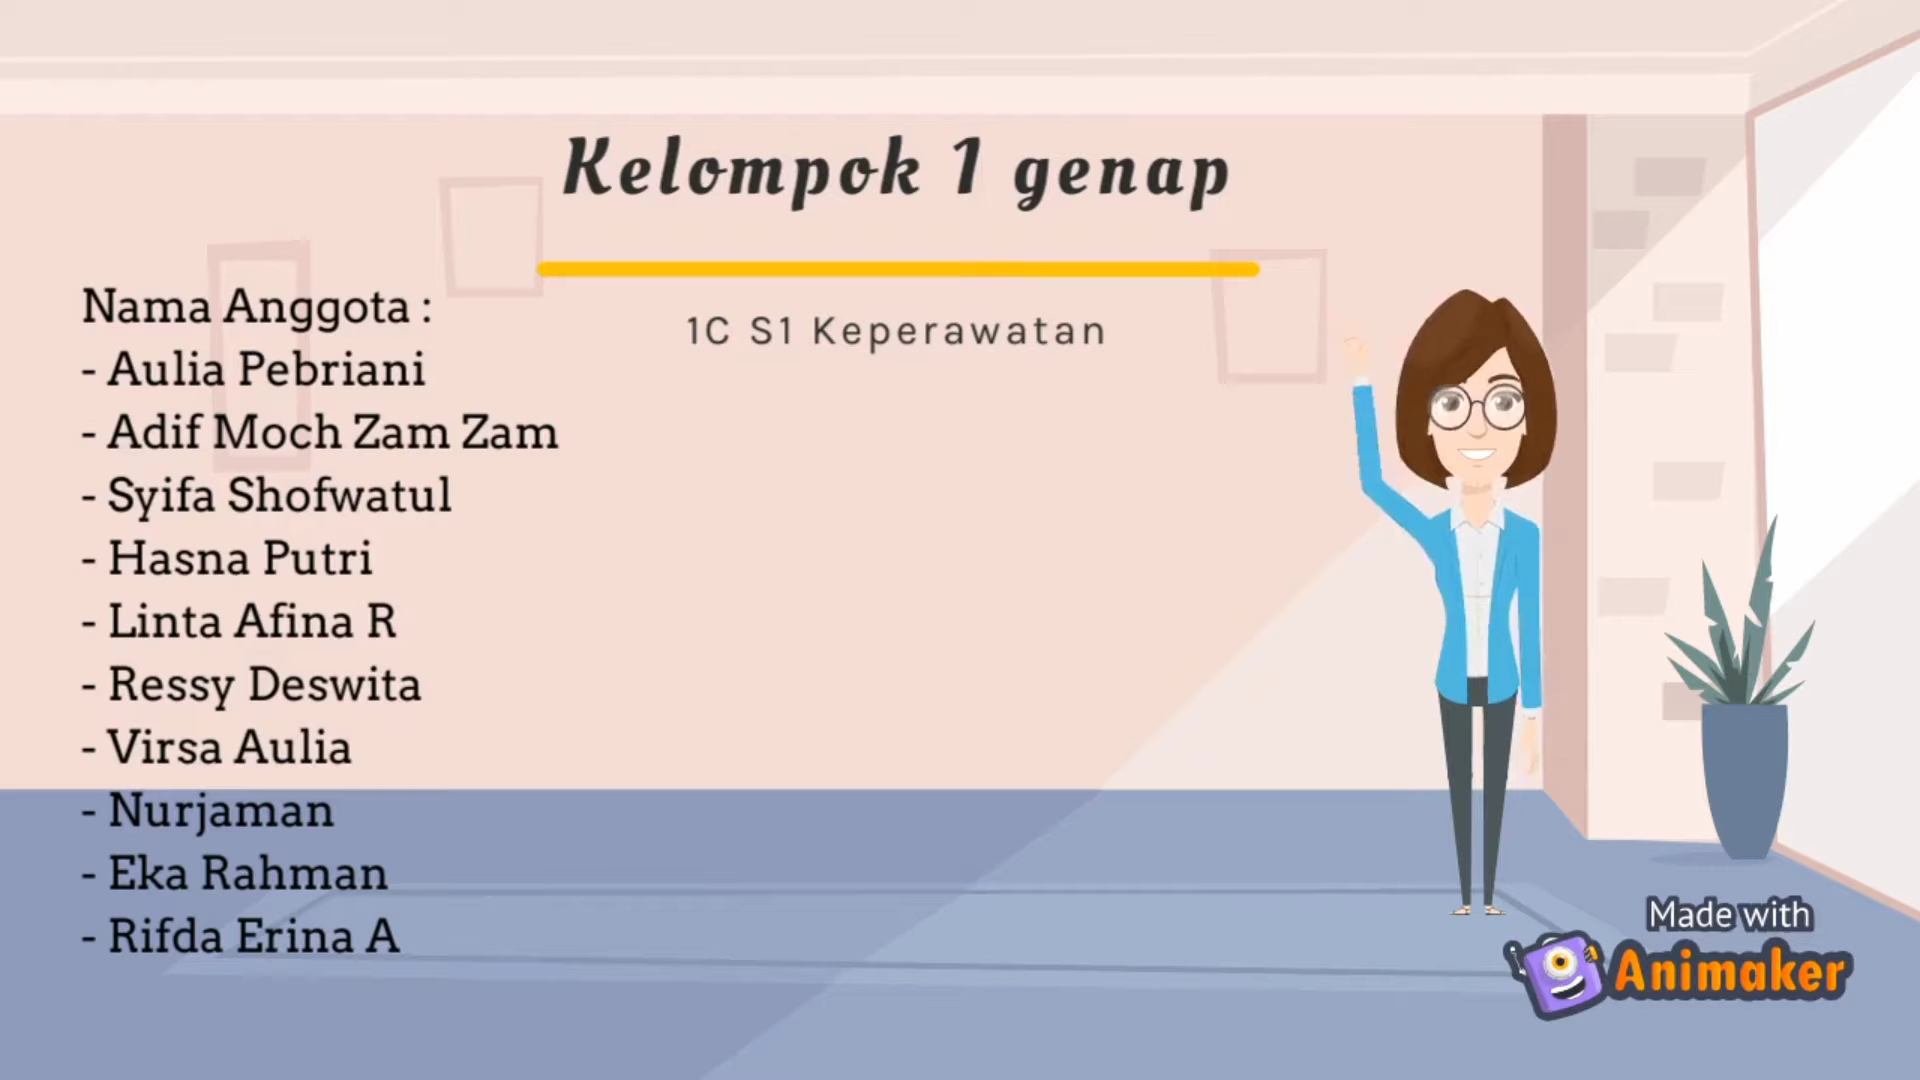 Kelompok 1 genap
1C S1 Keperawatan
Nama Anggota :
- Aulia Pebriani
- Adif Moch Zam Zam
- Syifa Shofwatul
- Hasna Putri
- Linta Afina R
- Ressy Deswita
- Virsa Aulia
- Nurjaman
- Eka Rahman
- Rifda Erina A
Made with
Animaker